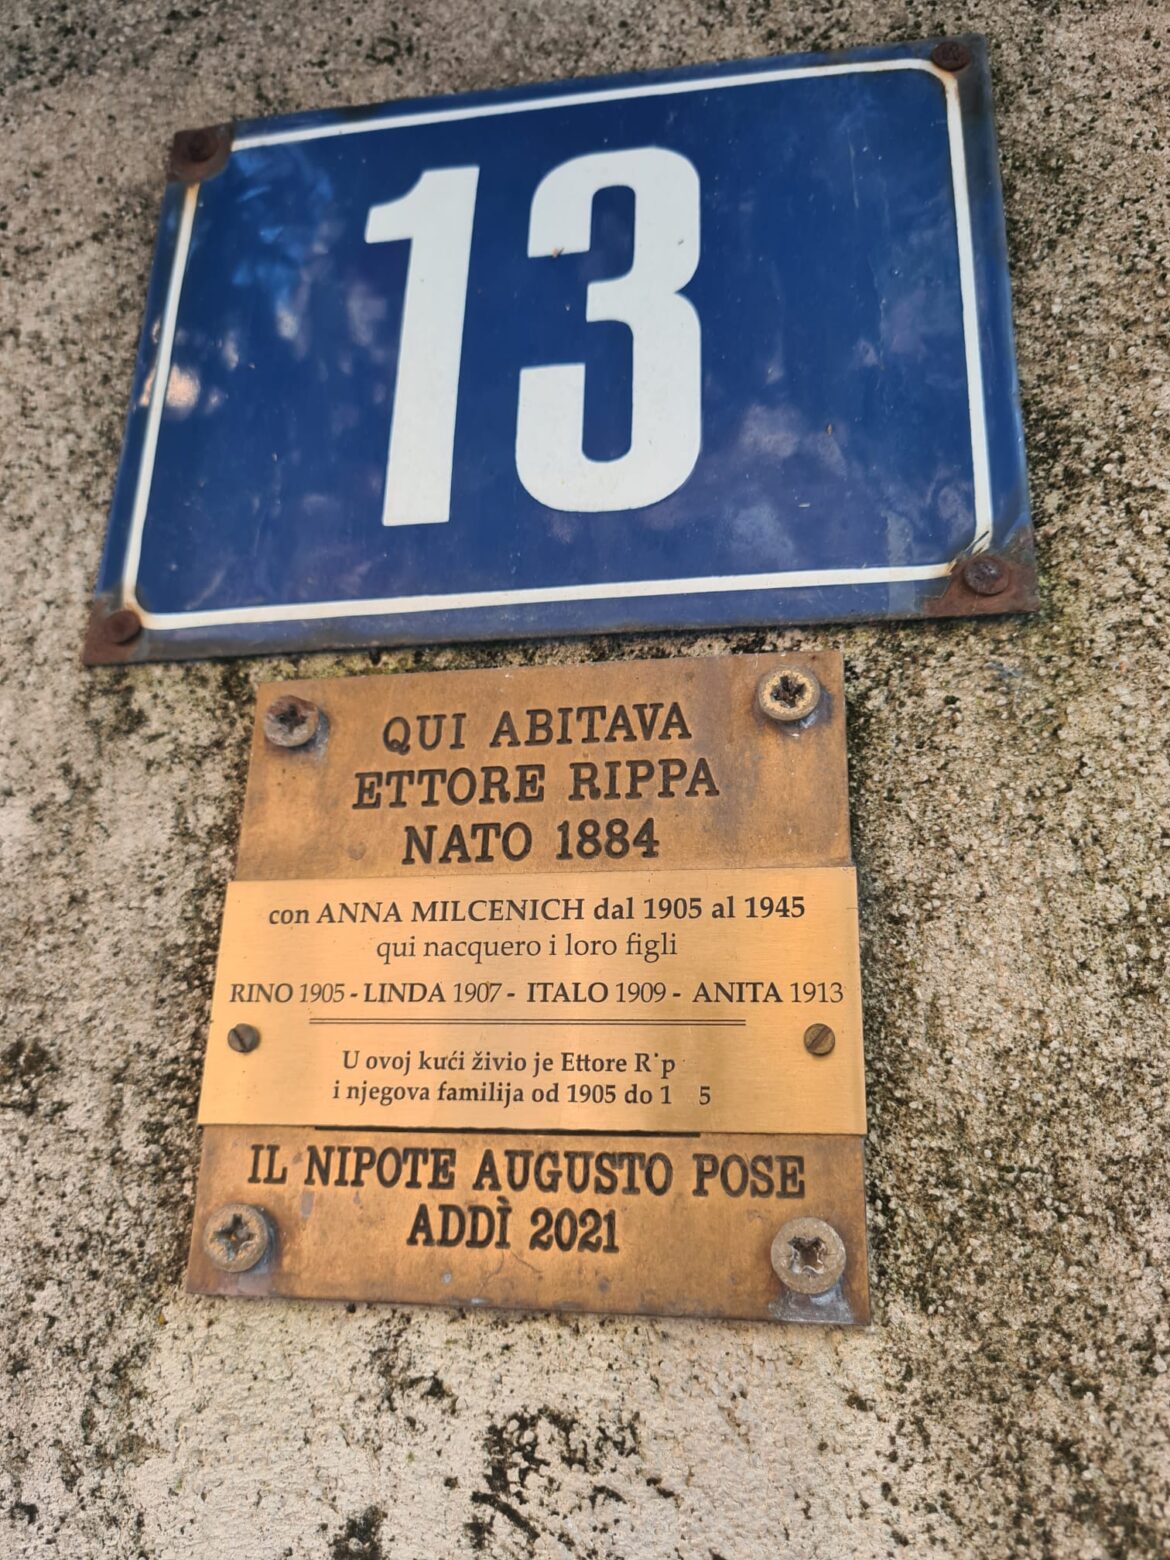 13
QUI ABITAVA
ETTORE RIPPA
NATO 1884
con ANNA MILCENICH dal 1905 al 1945
qui nacquero i loro figli
RINO 1905 - LINDA 1907 - ITALO 1909 - ANITA 1913
U ovoj kući živio je Ettore
i njegova familija od 1905 do
IL NIPOTE AUGUSTO POSE
ADDÌ 2021